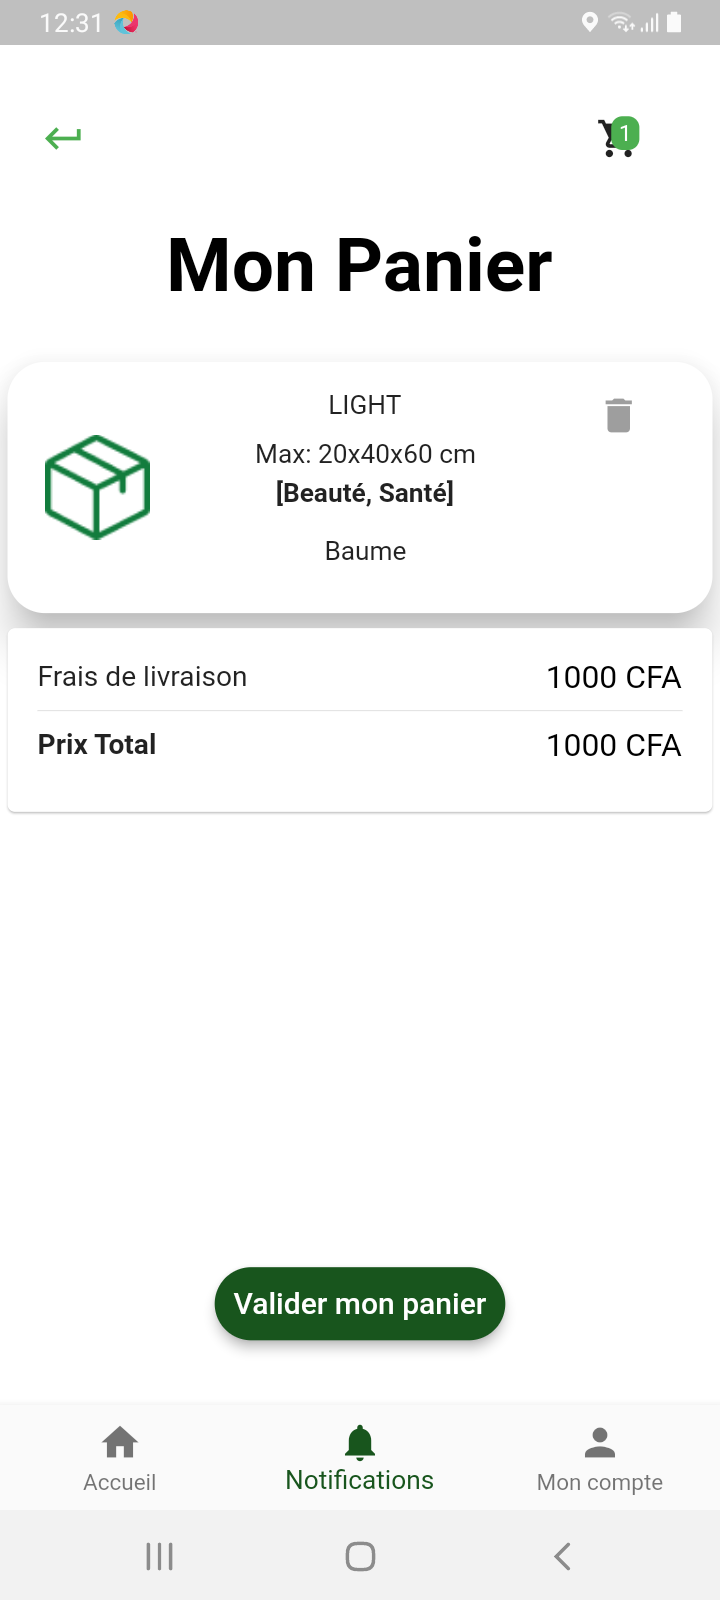 12:31
1
Mon Panier
LIGHT
Max: 20x40x60 cm
[Beauté, Santé]
Baume
Frais de livraison 1000 CFA
Prix Total 1000 CFA
Valider mon panier
Accueil Notifications Mon compte